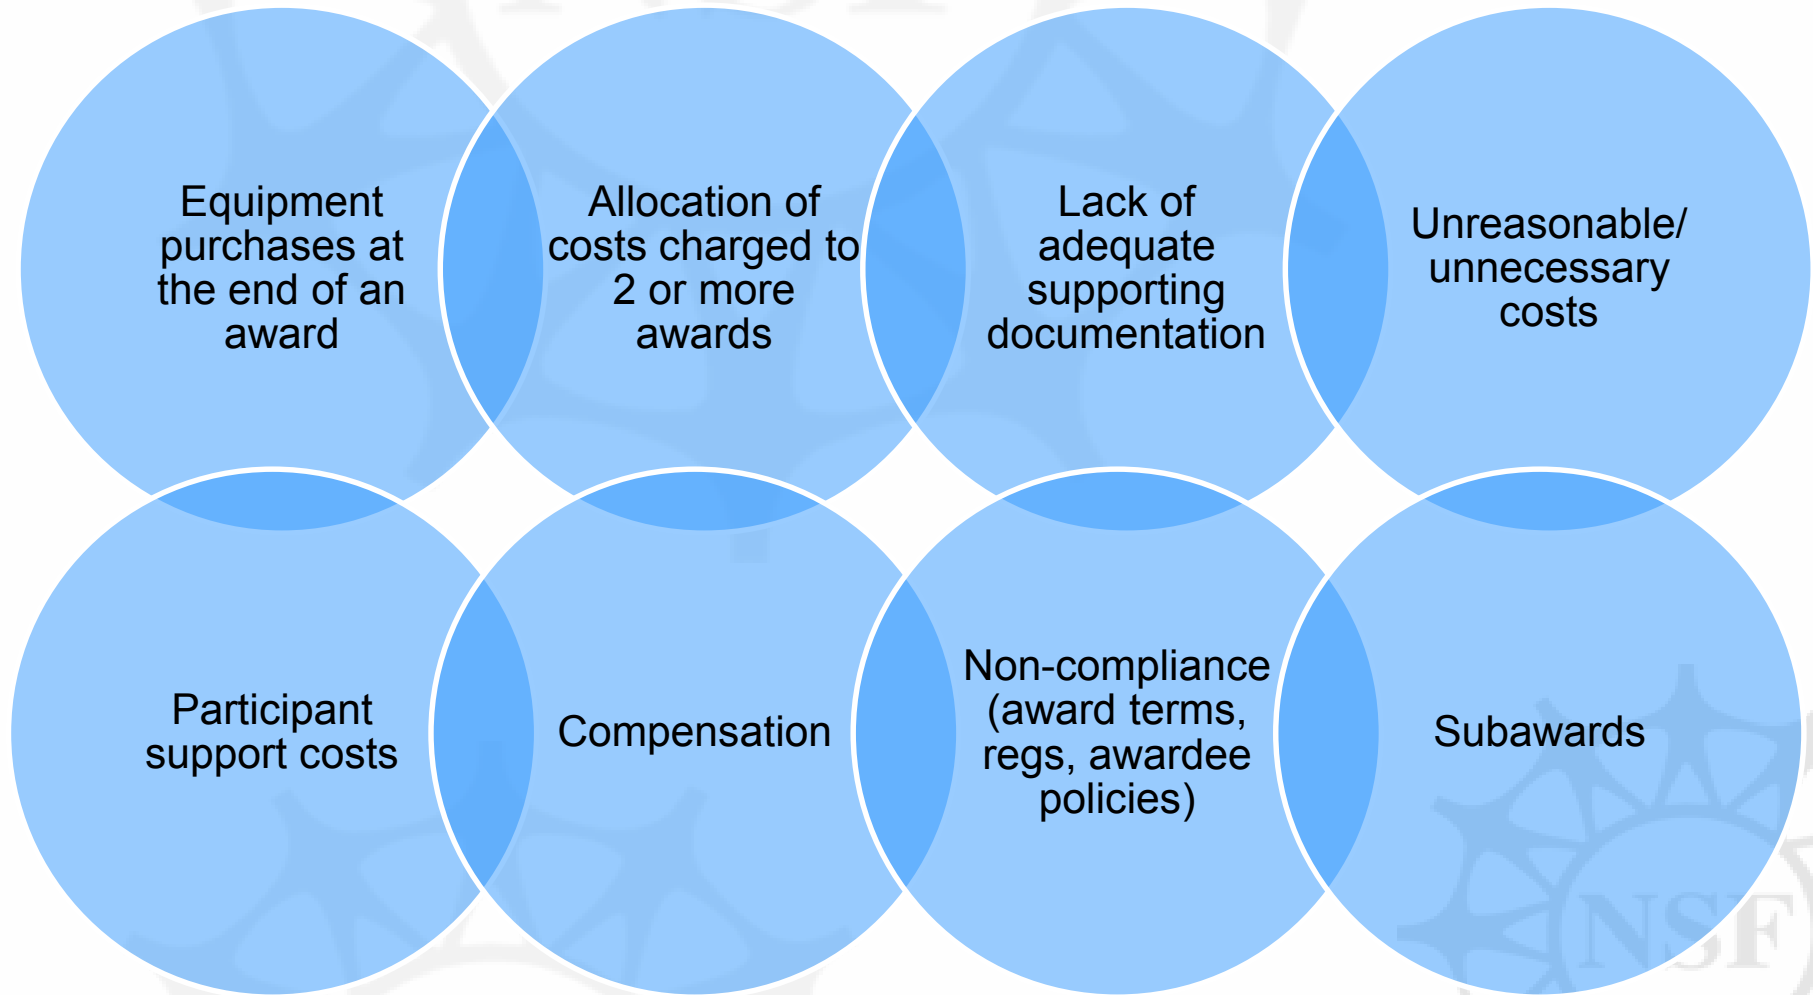 Equipment
purchases at
the end of an
award
Allocation of
costs charged to
2 or more
awards
Lack of
adequate
supporting
documentation
Unreasonable/
unnecessary
costs
Participant
support costs
Compensation
Non-compliance
(award terms,
regs, awardee
policies)
Subawards
NSF